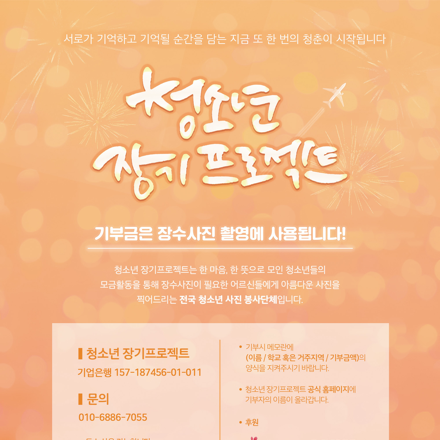 서로가 기억하고 기억될 순간을 담는 지금 또 한 번의 청춘이 시작됩니다
청소년
장기프로젝트
기부금은 장수사진 촬영에 사용됩니다!
청소년 장기프로젝트는 한 마음, 한 뜻으로 모인 청소년들의
모금활동을 통해 장수사진이 필요한 어르신들에게 아름다운 사진을
찍어드리는 전국 청소년 사진 봉사단체입니다.
청소년 장기프로젝트
기업은행 157-187456-01-011
문의
010-6886-7055
• 기부시 메모란에
(이름 / 학교 혹은 거주지역 / 기부금액)의
양식을 지켜주시기 바랍니다.
• 청소년 장기프로젝트 공식 홈페이지에
기부자의 이름이 올라갑니다.
• 후원